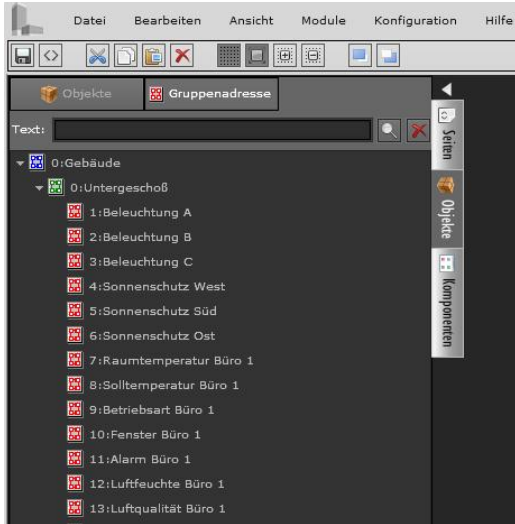 Datei Bearbeiten Ansicht Module Konfiguration Hilfe
Objekte Gruppenadresse
Text:
0:Gebäude
0:Untergeschoß
1:Beleuchtung A
2:Beleuchtung B
3:Beleuchtung C
4:Sonnenschutz West
5:Sonnenschutz Süd
6:Sonnenschutz Ost
7:Raumtemperatur Büro 1
8:Solltemperatur Büro 1
9:Betriebsart Büro 1
10:Fenster Büro 1
11:Alarm Büro 1
12:Luftfeuchte Büro 1
13:Luftqualität Büro 1
Seiten
Objekte
Komponenten